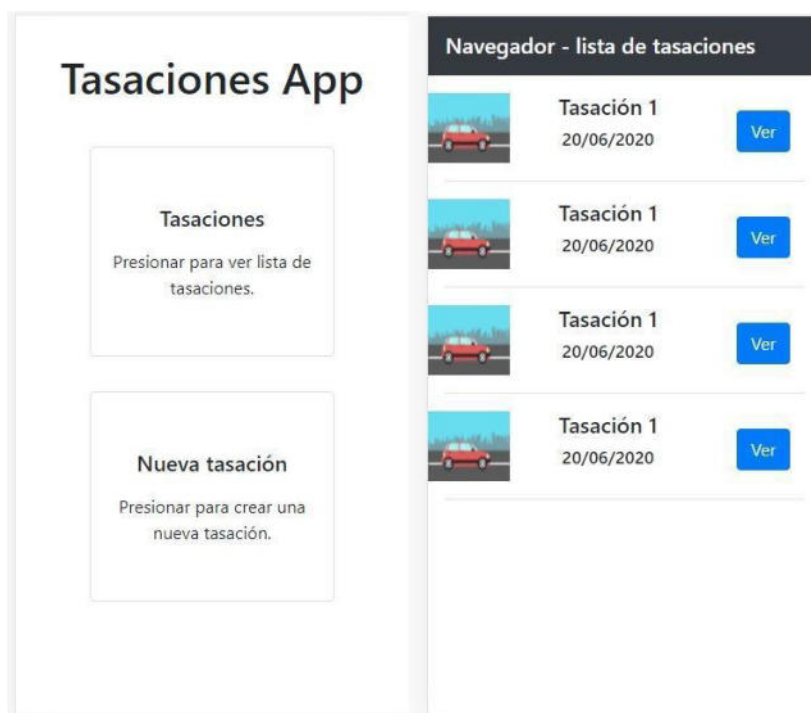 Tasaciones App
Tasaciones
Presionar para ver lista de
tasaciones.
Nueva tasación
Presionar para crear una
nueva tasación.
Navegador - lista de tasaciones
Tasación 1
20/06/2020
Ver
Tasación 1
20/06/2020
Ver
Tasación 1
20/06/2020
Ver
Tasación 1
20/06/2020
Ver